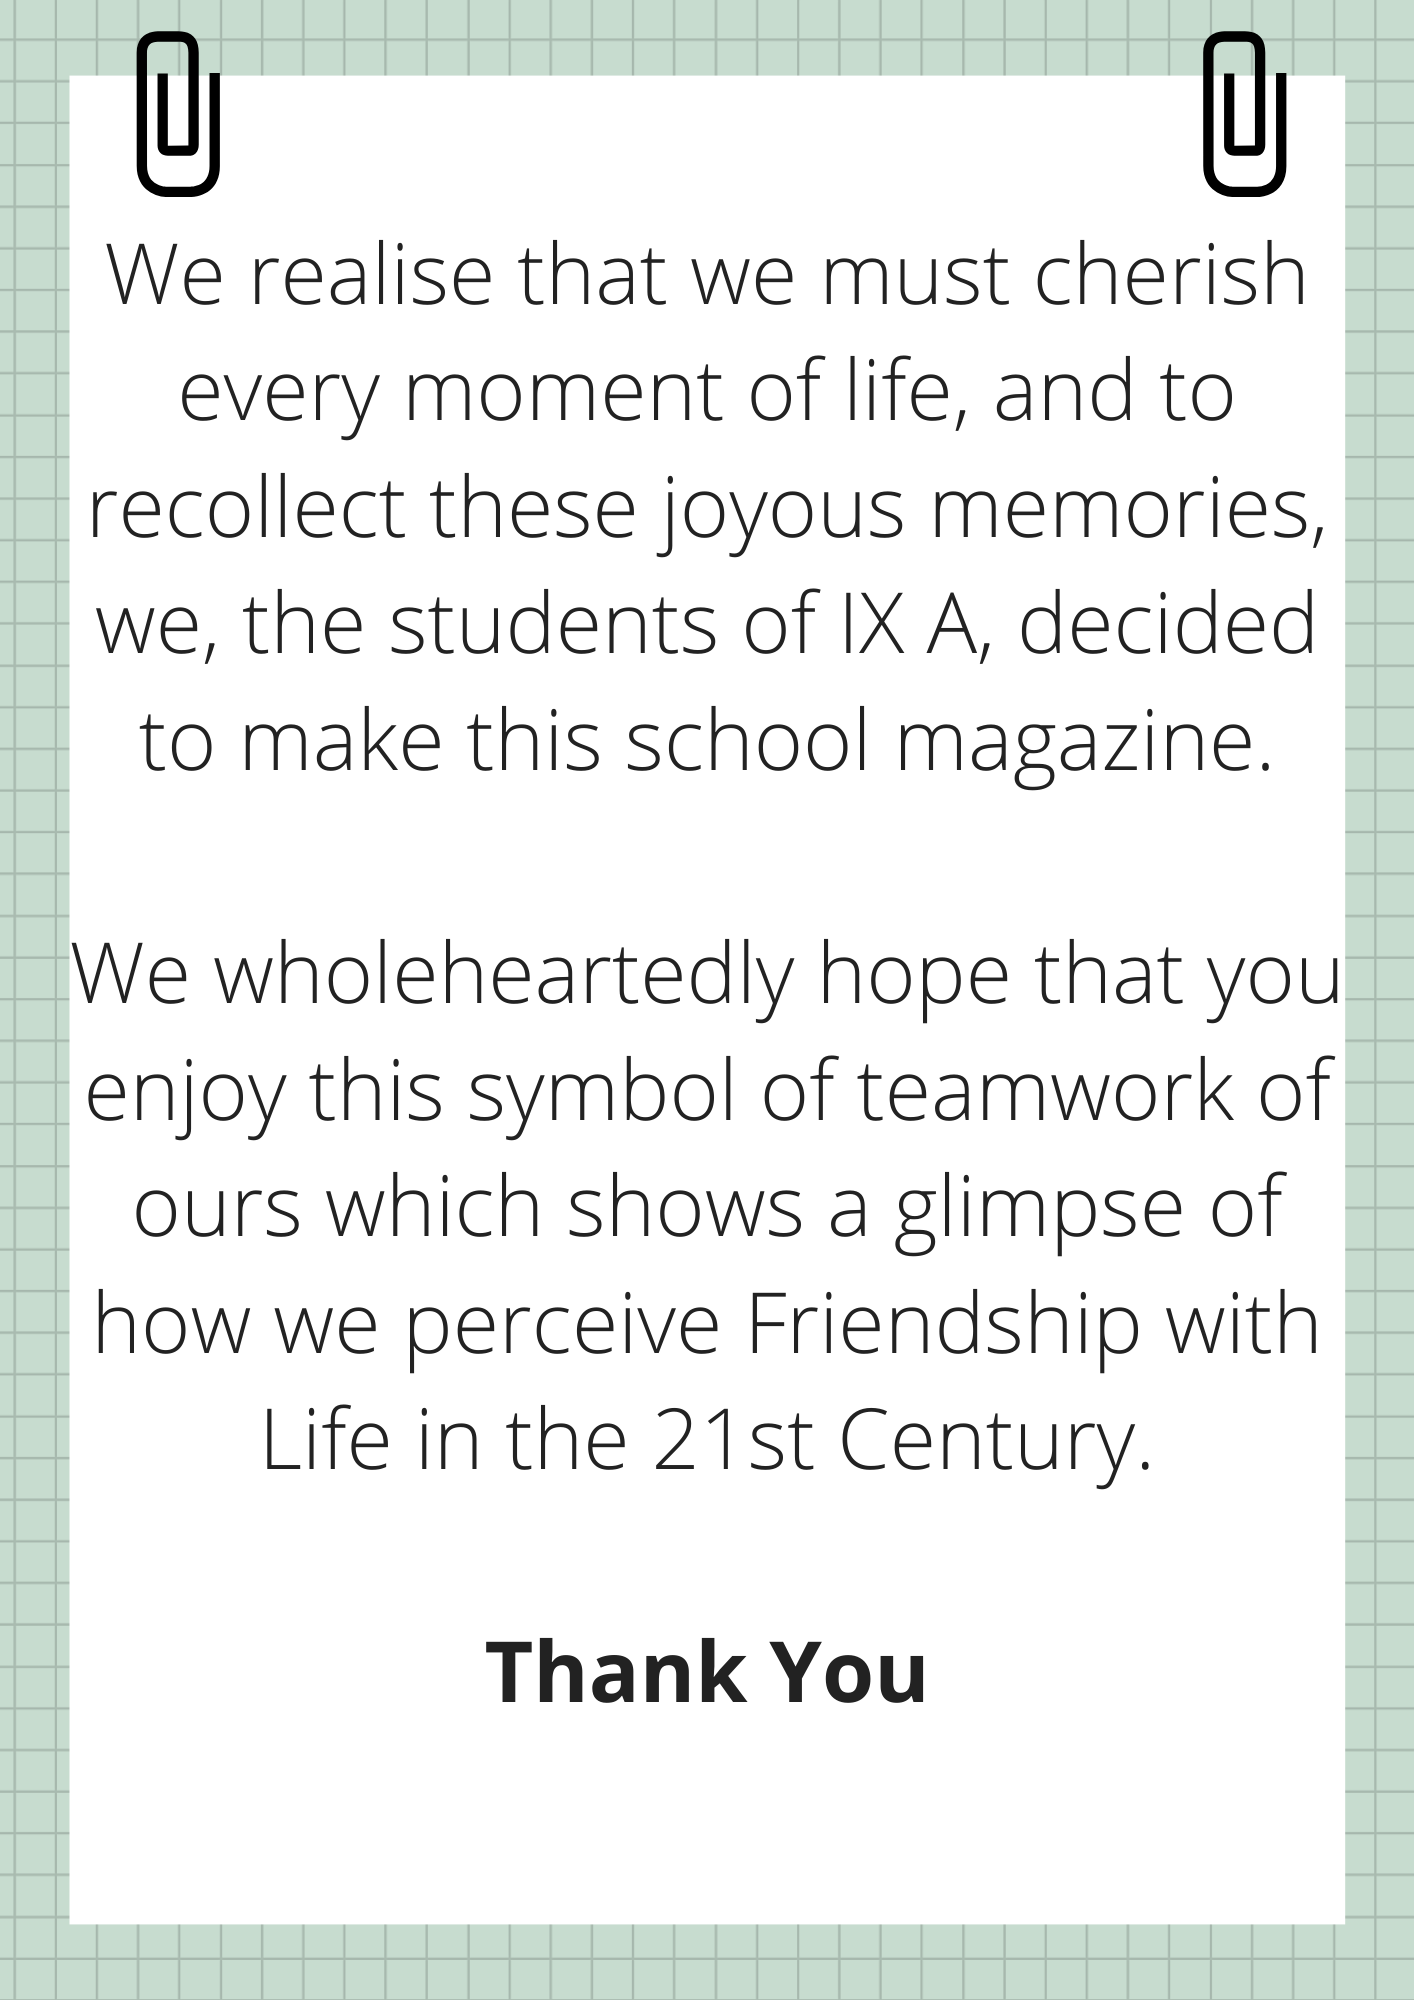 We realise that we must cherish
every moment of life, and to
recollect these joyous memories,
we, the students of IX A, decided
to make this school magazine.
We wholeheartedly hope that you
enjoy this symbol of teamwork of
ours which shows a glimpse of
how we perceive Friendship with
Life in the 21st Century.
Thank You